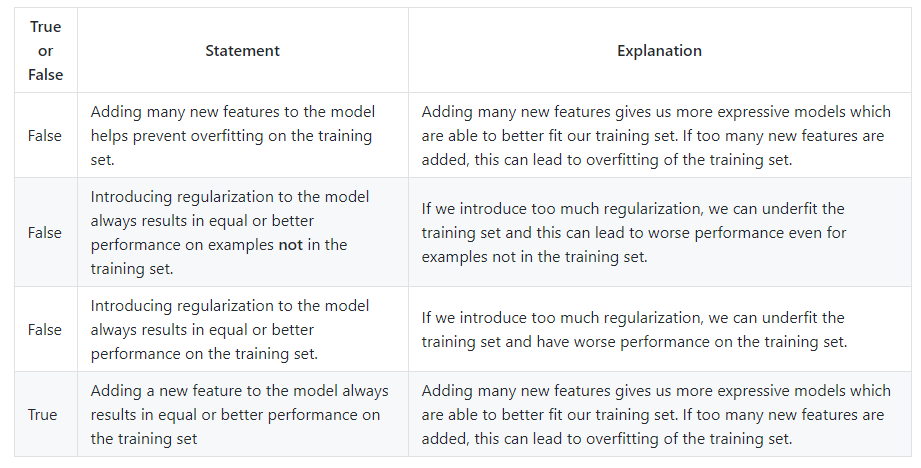 True
or
False
Statement
Explanation
False
Adding many new features to the model
helps prevent overfitting on the training
set.
Adding many new features gives us more expressive models which
are able to better fit our training set. If too many new features are
added, this can lead to overfitting of the training set.
False
Introducing regularization to the model
always results in equal or better
performance on examples not in the
training set.
If we introduce too much regularization, we can underfit the
training set and this can lead to worse performance even for
examples not in the training set.
False
Introducing regularization to the model
always results in equal or better
performance on the training set.
If we introduce too much regularization, we can underfit the
training set and have worse performance on the training set.
True
Adding a new feature to the model always
results in equal or better performance on
the training set
Adding many new features gives us more expressive models which
are able to better fit our training set. If too many new features are
added, this can lead to overfitting of the training set.